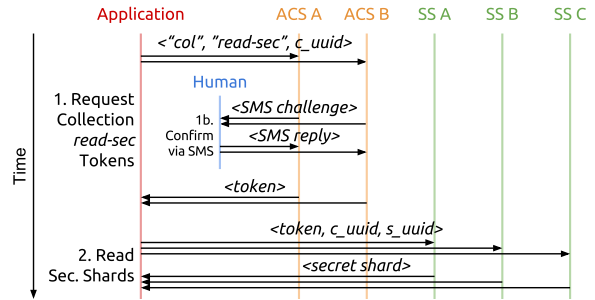 Application ACS A ACS B SS A SS B SS C
<“col”, ”read-sec”, c_uuid>
Human
1. Request
Collection
read-sec
Tokens
<SMS challenge>
1b.
Confirm
via SMS
<SMS reply>
<token>
Time
<token, c_uuid, s_uuid>
2. Read
Sec. Shards
<secret shard>